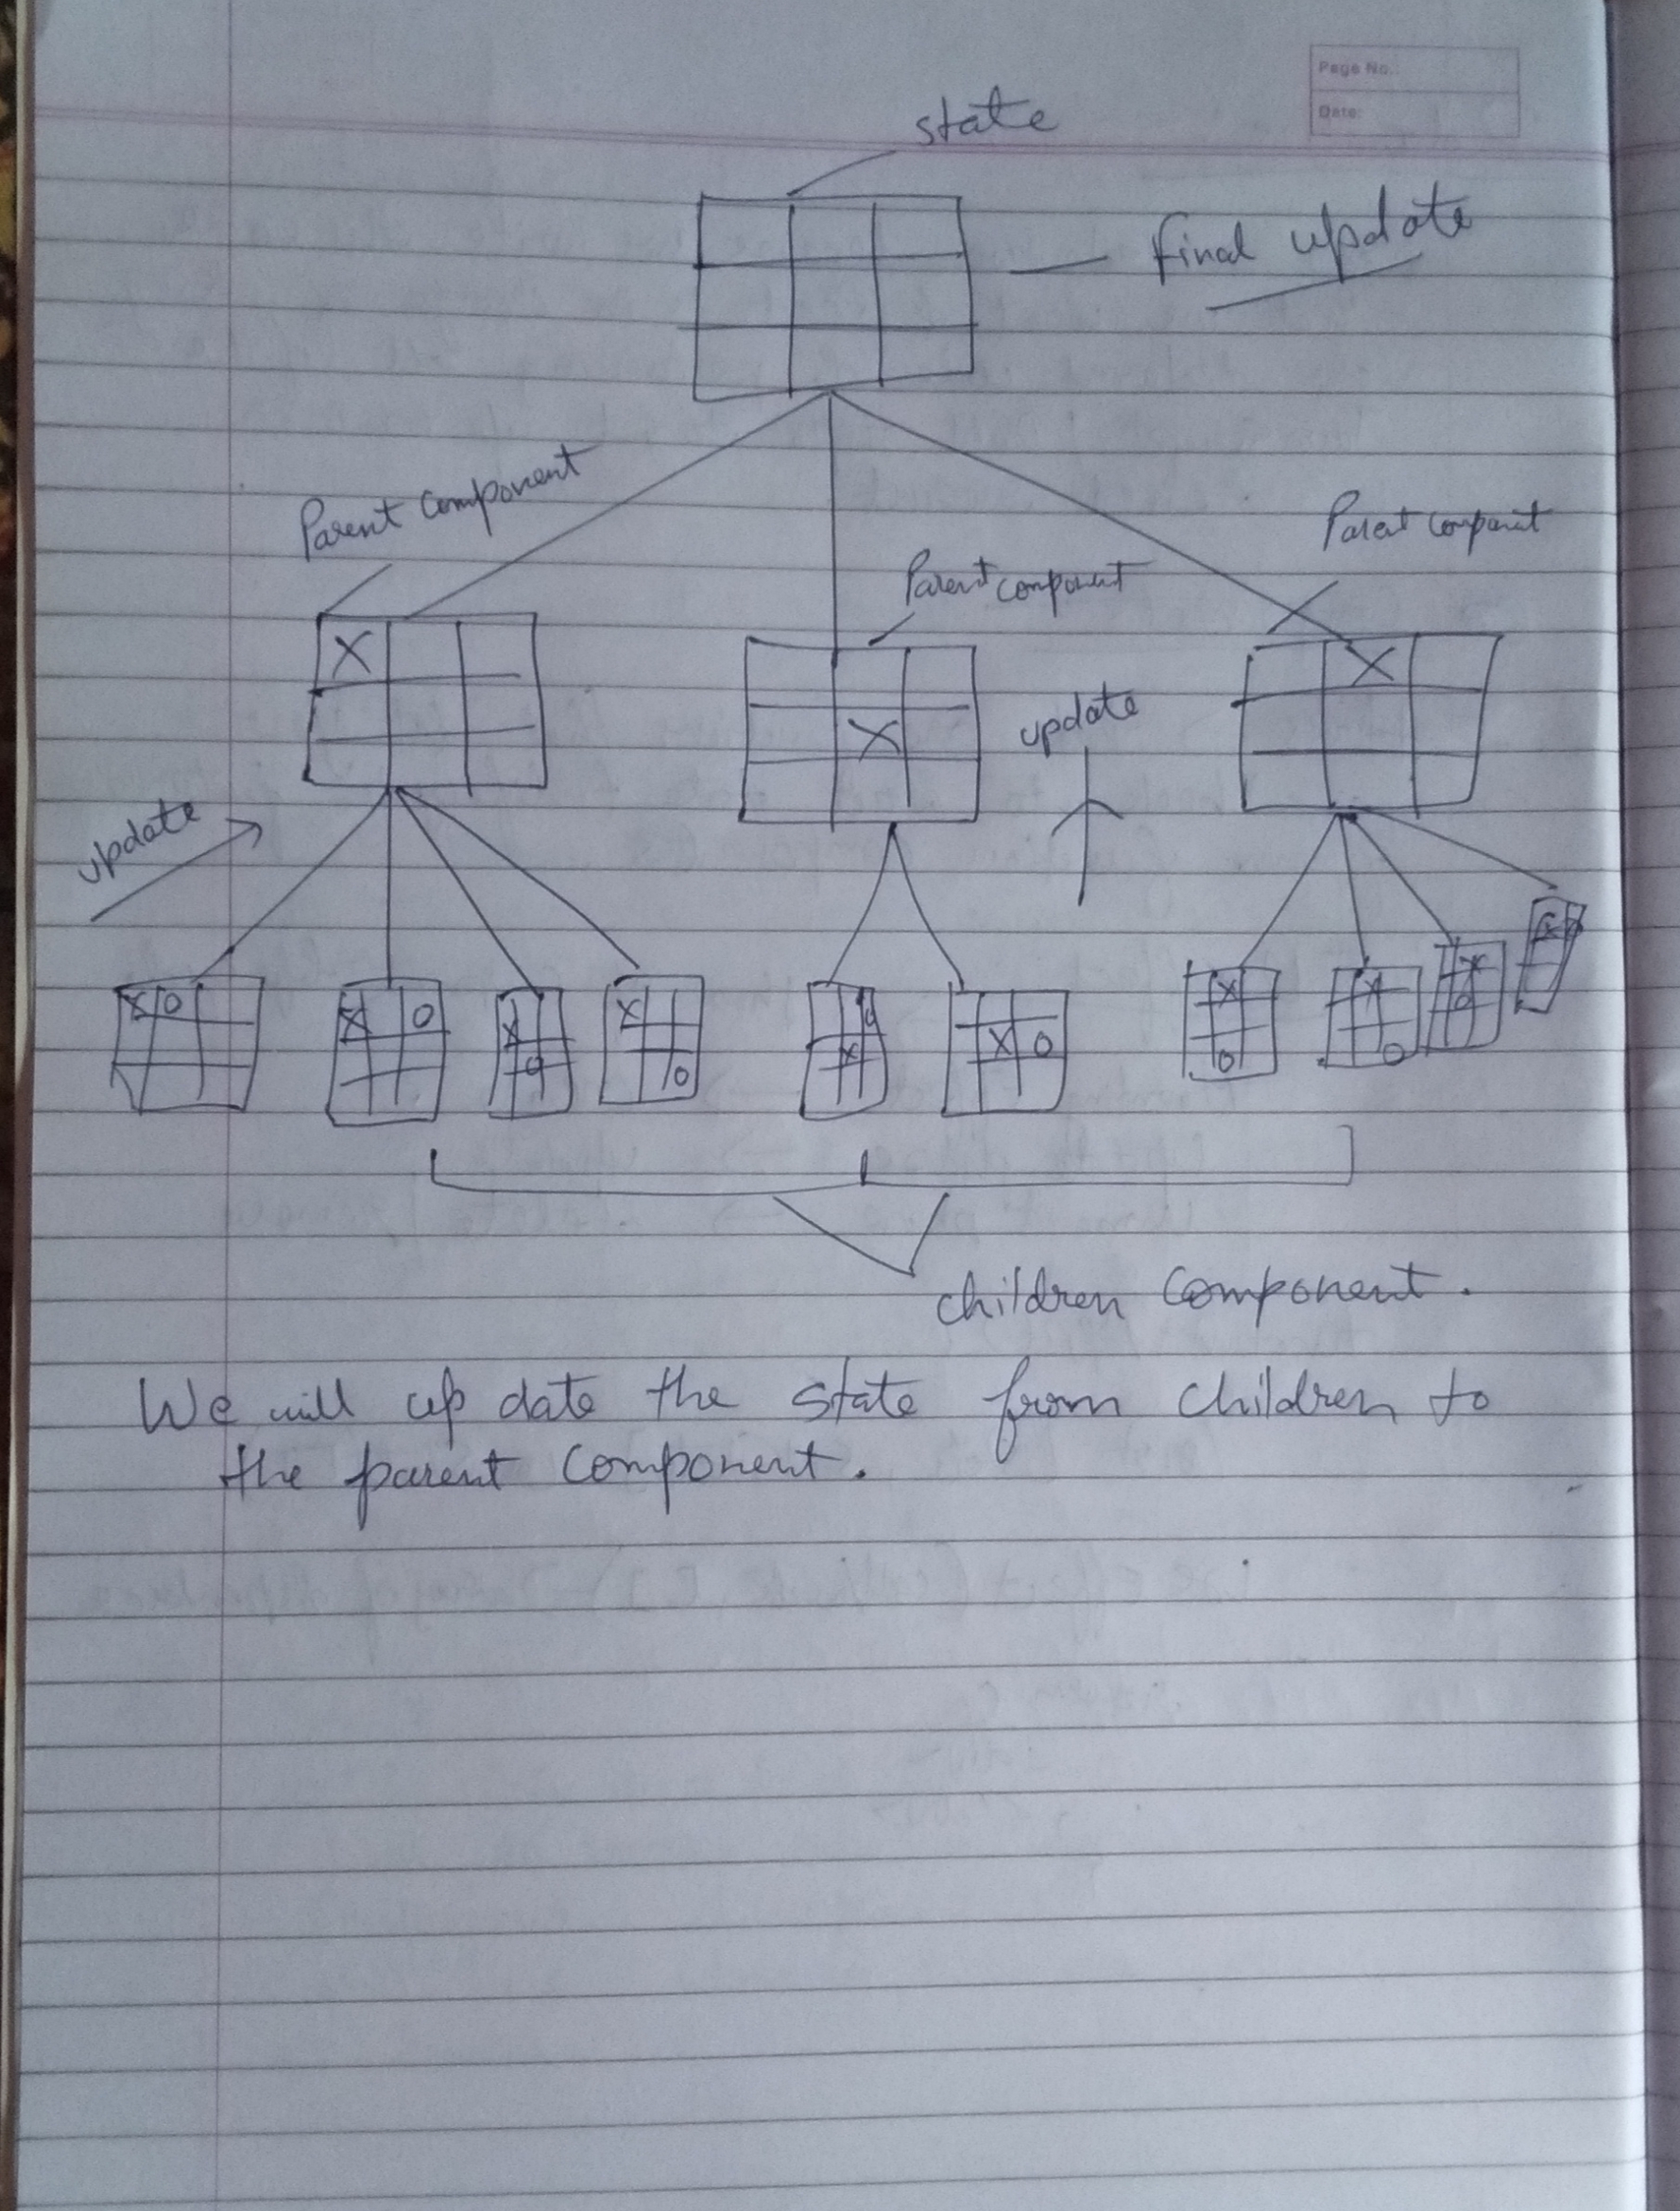 Page No.
Date:
state
Final update
Parent Component
Parent component
Parent componet
X
X
X
update
update
X O
X O
X O
X O
X O
X O
X O
X O
X O
children Component.
We will up date the state from children to
the parent Component.